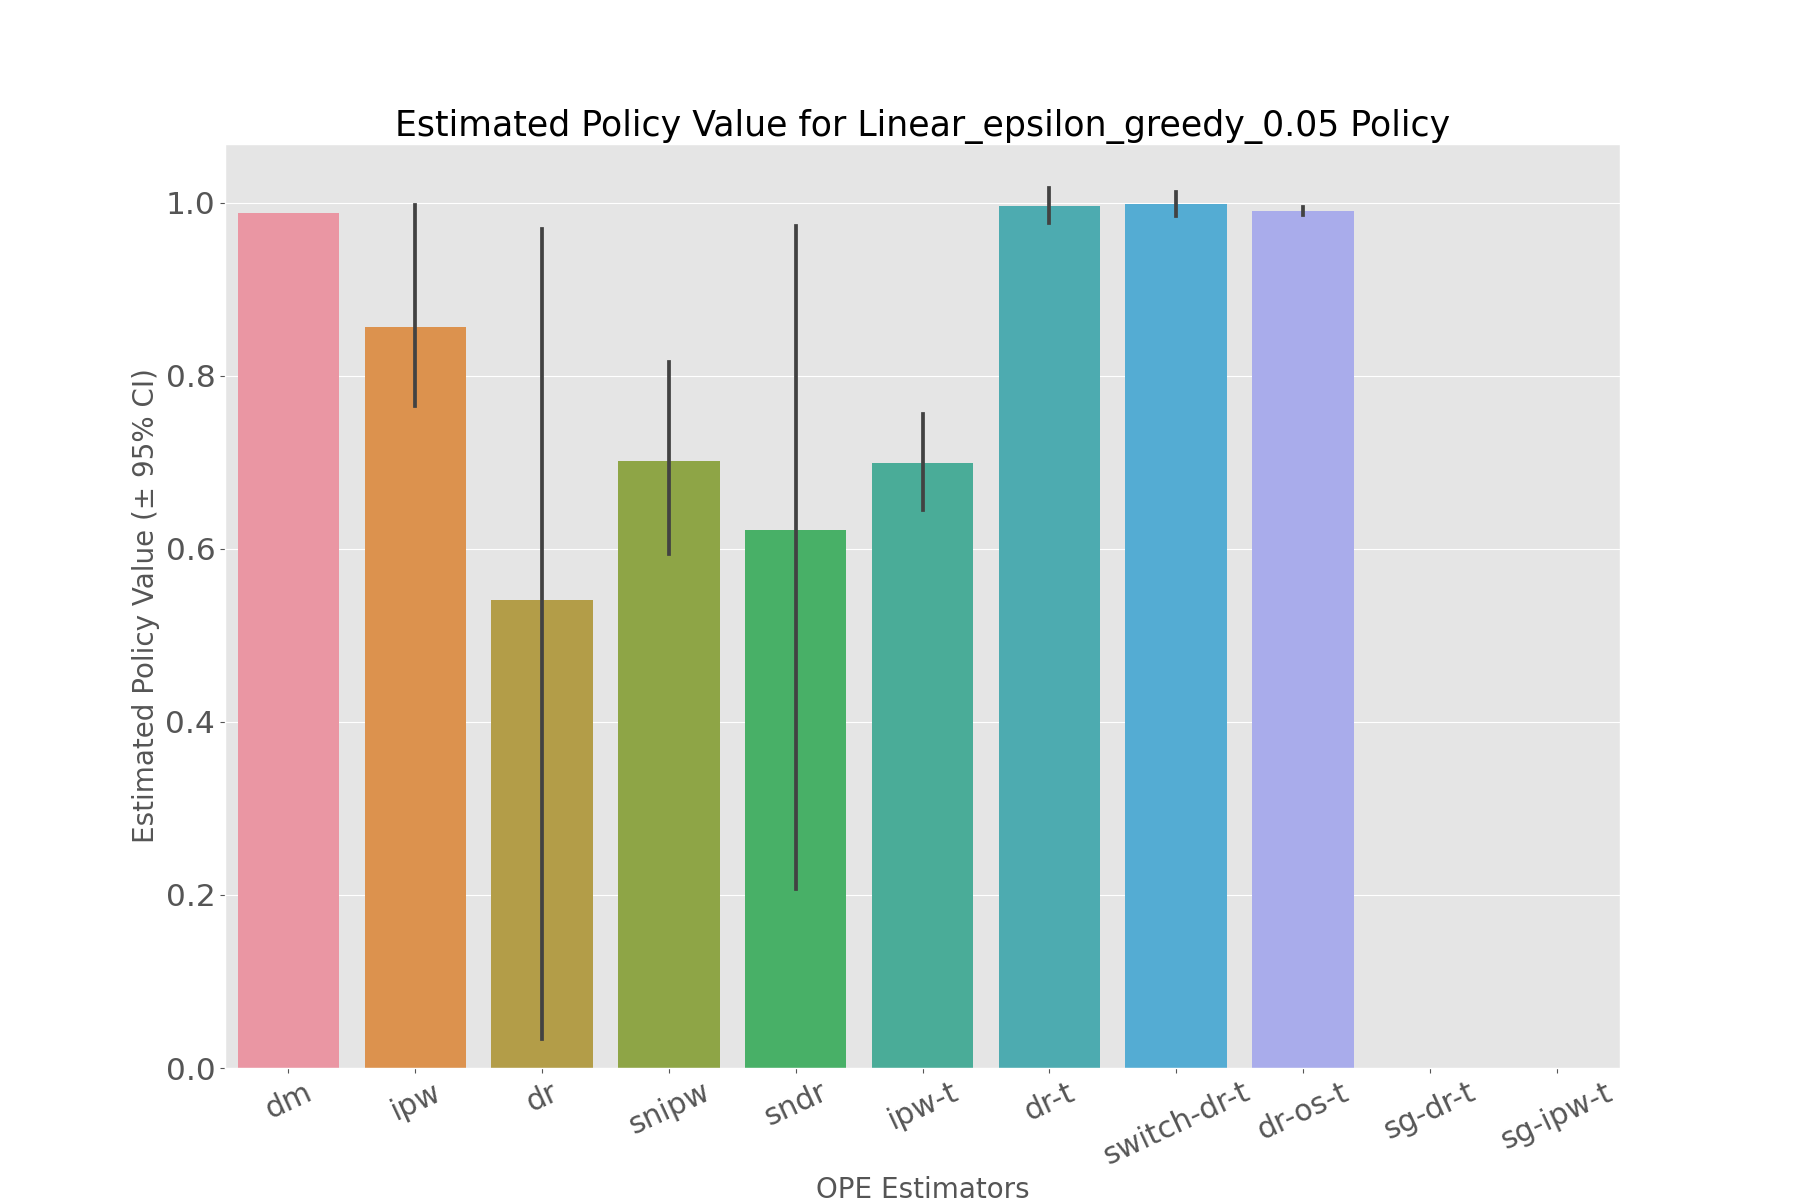 Estimated Policy Value for Linear_epsilon_greedy_0.05 Policy
Estimated Policy Value (± 95% CI)
1.0
0.8
0.6
0.4
0.2
0.0
dm
ipw
dr
snipw
sndr
ipw-t
dr-t
switch-dr-t
dr-os-t
sg-dr-t
sg-ipw-t
OPE Estimators